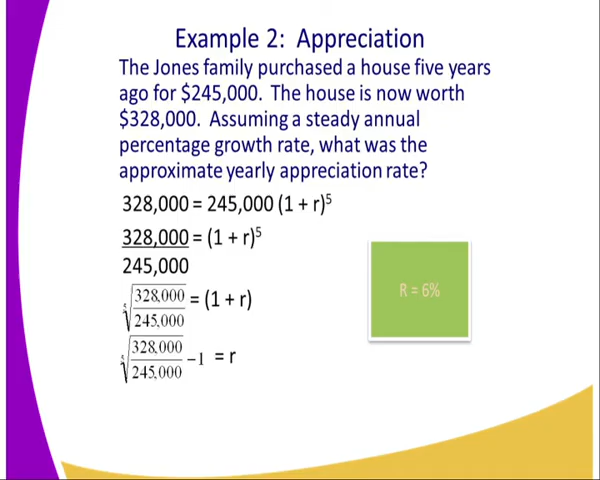 Example 2:  Appreciation
The Jones family purchased a house five years
ago for $245,000.  The house is now worth
$328,000.  Assuming a steady annual
percentage growth rate, what was the
approximate yearly appreciation rate?
328,000 = 245,000 (1 + r)⁵
328,000 = (1 + r)⁵
245,000
⁵√(328,000/245,000) = (1 + r)
⁵√(328,000/245,000) − 1 = r
R = 6%